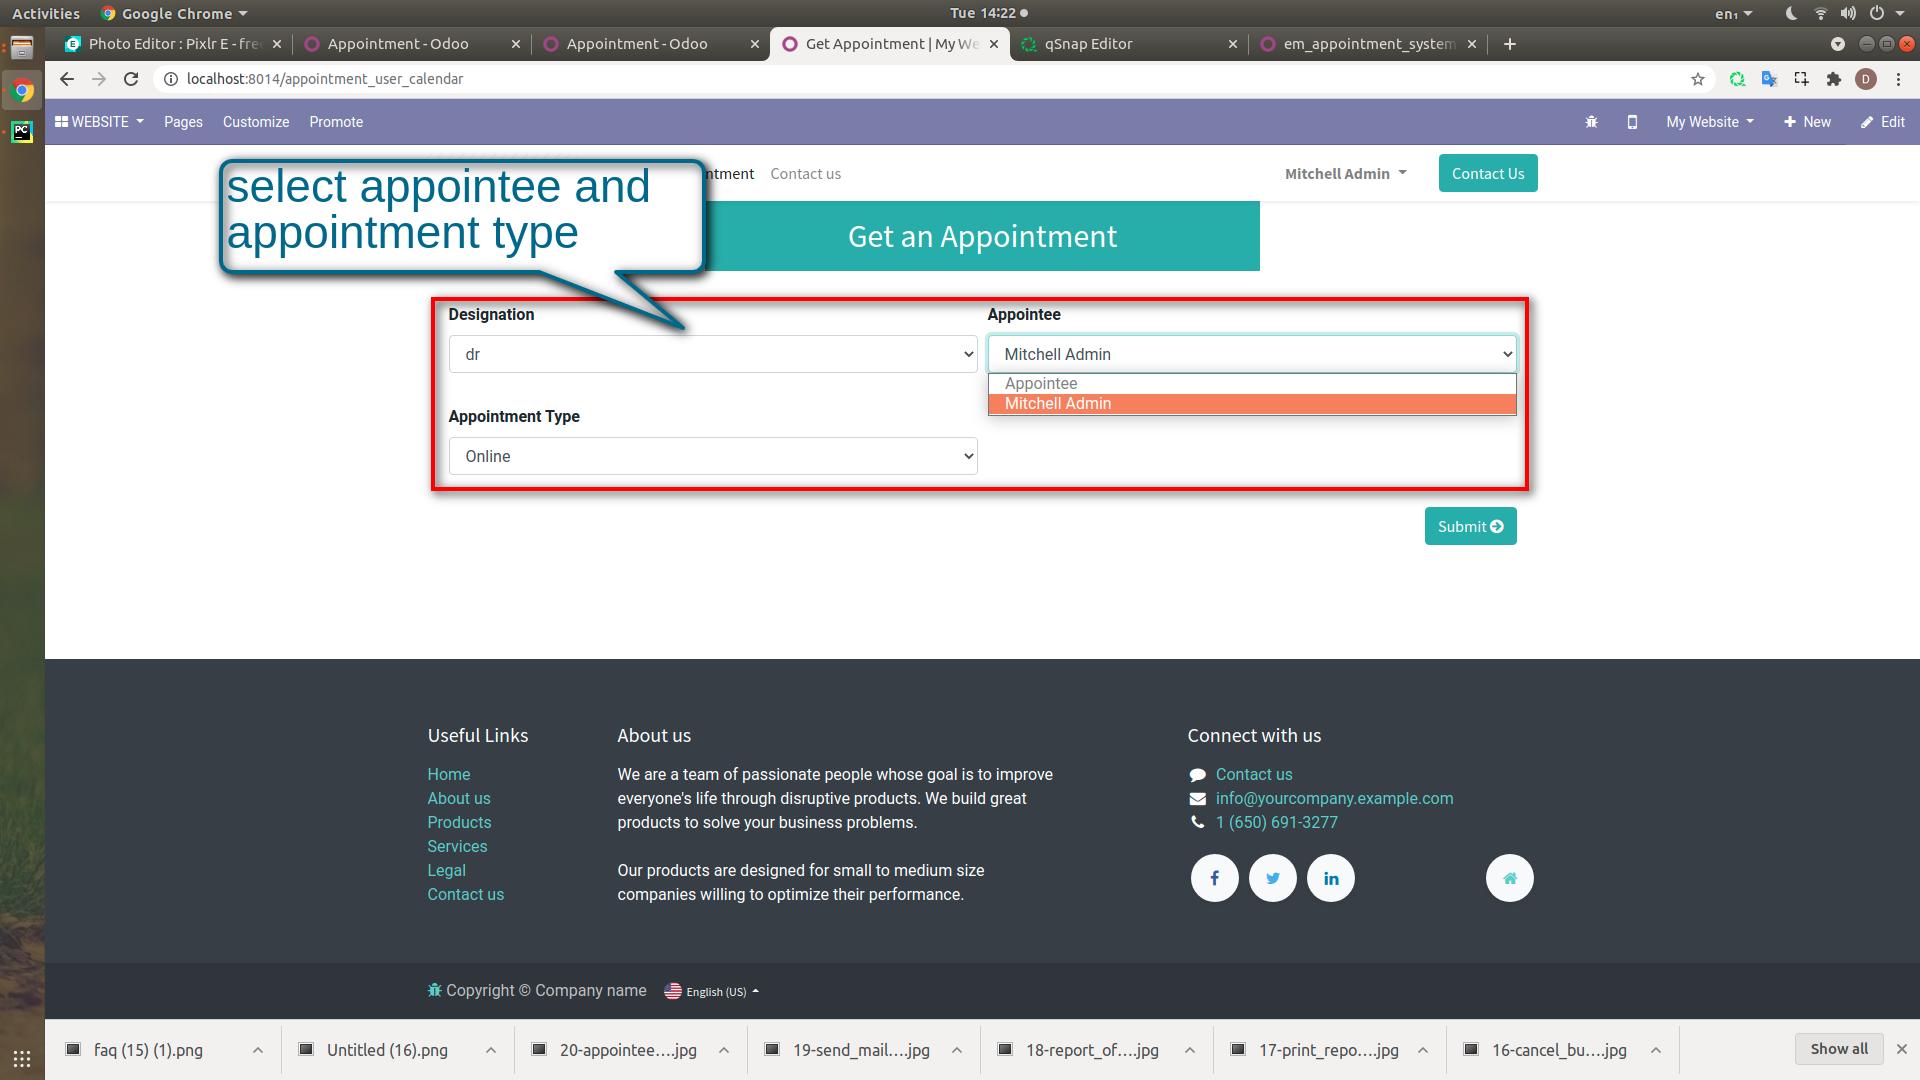 Activities Google Chrome Tue 14:22 en₁
Photo Editor : Pixlr E - free Appointment - Odoo Appointment - Odoo Get Appointment | My We qSnap Editor em_appointment_system
localhost:8014/appointment_user_calendar D
WEBSITE Pages Customize Promote My Website New Edit
select appointee and
appointment type
ntment Contact us Mitchell Admin Contact Us
Get an Appointment
Designation Appointee
dr Mitchell Admin
Appointee
Mitchell Admin
Appointment Type
Online
Submit
Useful Links About us Connect with us
Home We are a team of passionate people whose goal is to improve Contact us
About us everyone's life through disruptive products. We build great info@yourcompany.example.com
Products products to solve your business problems. 1 (650) 691-3277
Services
Legal Our products are designed for small to medium size
Contact us companies willing to optimize their performance.
Copyright © Company name English (US)
faq (15) (1).png Untitled (16).png 20-appointee....jpg 19-send_mail....jpg 18-report_of....jpg 17-print_repo....jpg 16-cancel_bu....jpg Show all